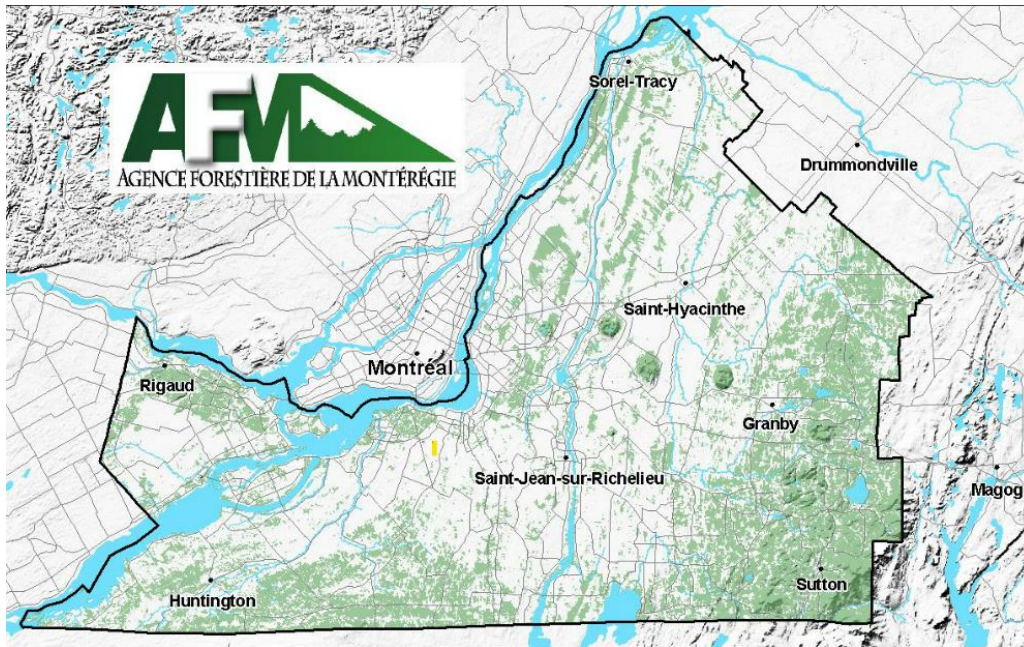 AFM
AGENCE FORESTIÈRE DE LA MONTÉRÉGIE
Sorel-Tracy
Drummondville
Saint-Hyacinthe
Montréal
Rigaud
Granby
Saint-Jean-sur-Richelieu
Magog
Sutton
Huntington